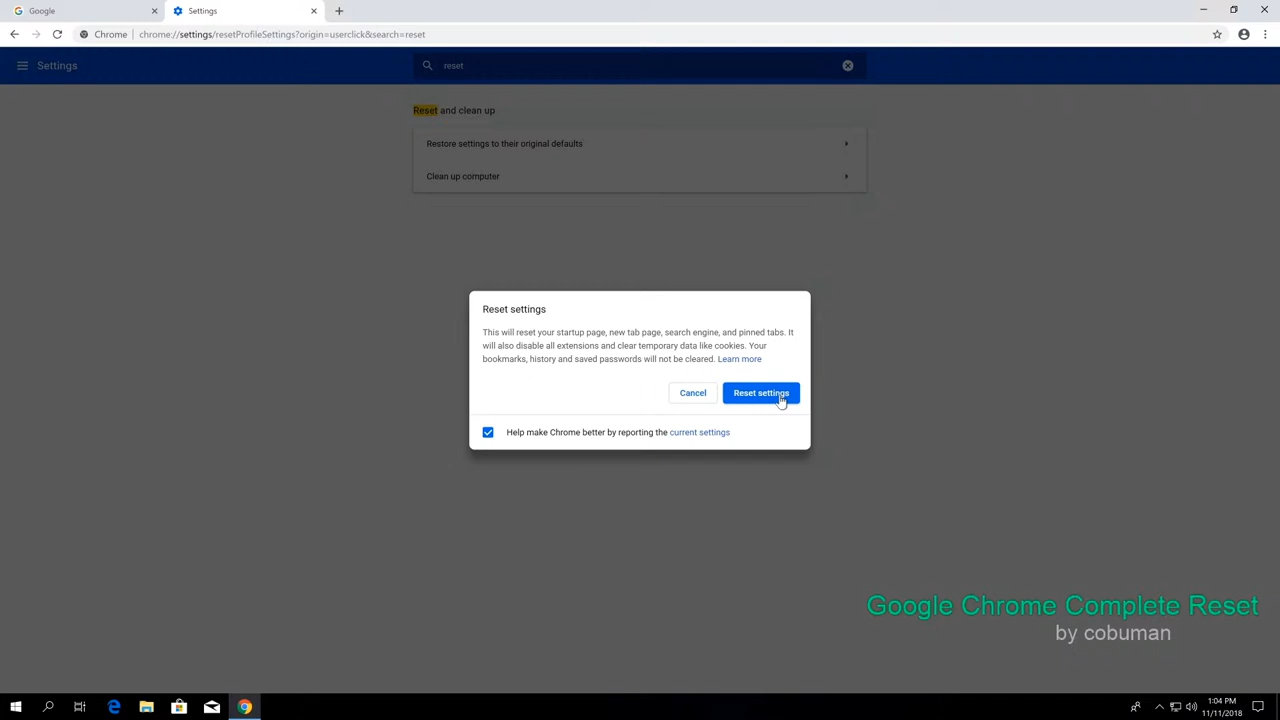 Google
Settings
Chrome
chrome://settings/resetProfileSettings?origin=userclick&search=reset
Settings
reset
Reset and clean up
Restore settings to their original defaults
Clean up computer
Reset settings
This will reset your startup page, new tab page, search engine, and pinned tabs. It
will also disable all extensions and clear temporary data like cookies. Your
bookmarks, history and saved passwords will not be cleared. Learn more
Cancel
Reset settings
Help make Chrome better by reporting the current settings
Google Chrome Complete Reset
by cobuman
1:04 PM
11/11/2018